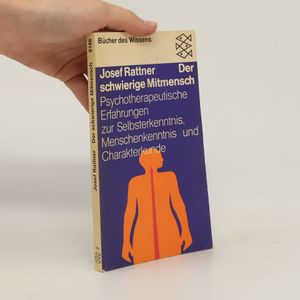 Bücher des Wissens
Josef Rattner Der
schwierige Mitmensch
Psychotherapeutische
Erfahrungen
zur Selbsterkenntnis,
Menschenkenntnis und
Charakterkunde
Josef Rattner Der schwierige Mitmensch 6186